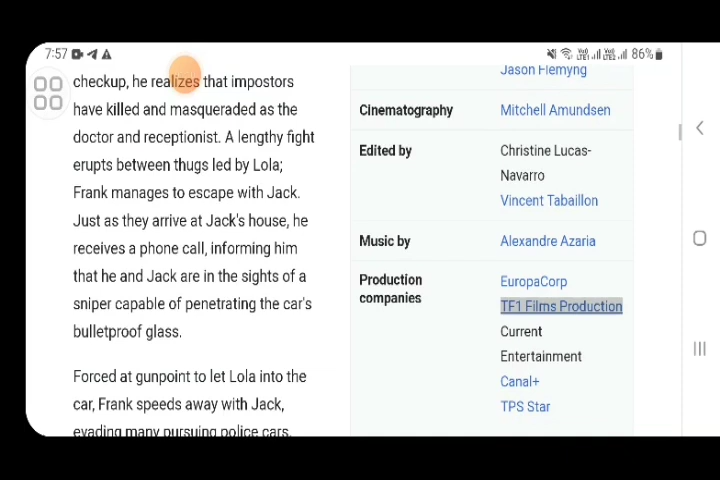 7:57
86%
checkup, he realizes that impostors
have killed and masqueraded as the
doctor and receptionist. A lengthy fight
erupts between thugs led by Lola;
Frank manages to escape with Jack.
Just as they arrive at Jack's house, he
receives a phone call, informing him
that he and Jack are in the sights of a
sniper capable of penetrating the car's
bulletproof glass.
Forced at gunpoint to let Lola into the
car, Frank speeds away with Jack,
evading many pursuing police cars.
Jason Flemyng
Cinematography
Mitchell Amundsen
Edited by
Christine Lucas-
Navarro
Vincent Tabaillon
Music by
Alexandre Azaria
Production
companies
EuropaCorp
TF1 Films Production
Current
Entertainment
Canal+
TPS Star